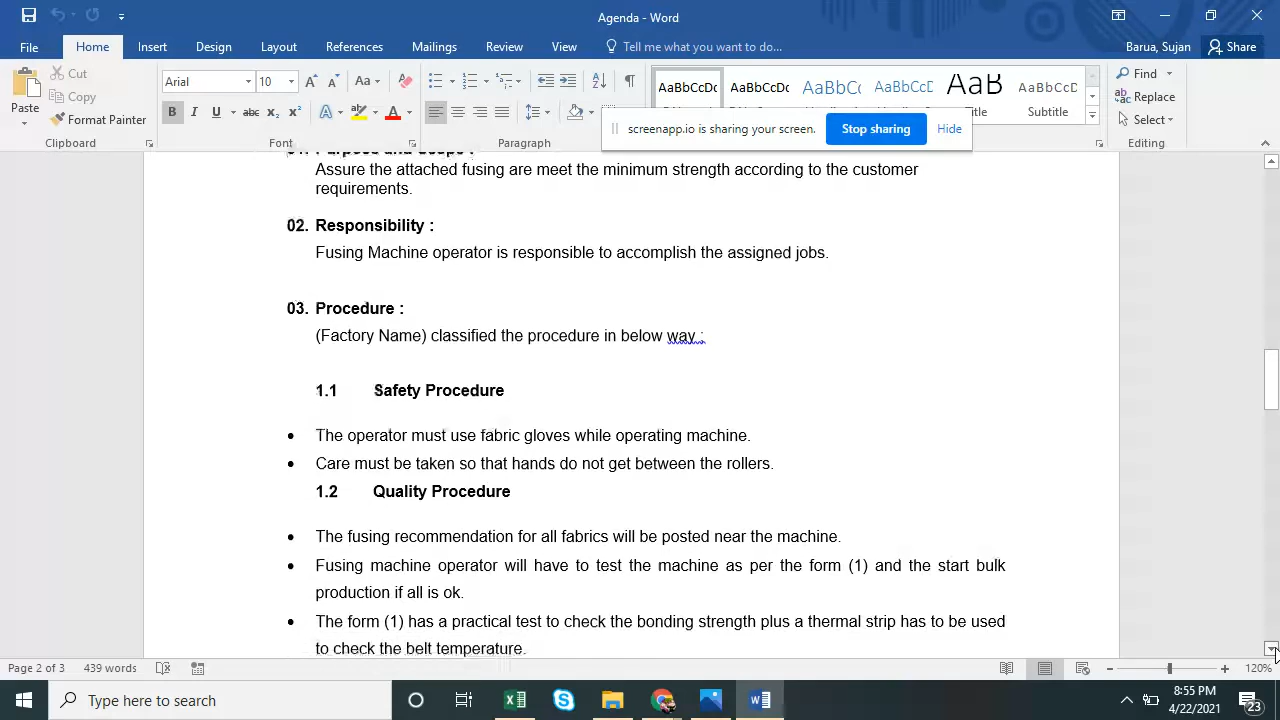 Agenda - Word
File Home Insert Design Layout References Mailings Review View Tell me what you want to do... Barua, Sujan Share
Paste Cut Copy Format Painter
Clipboard
Arial 10
Font
Paragraph
AaBbCcDc AaBbCcDc AaBbCc AaBbCcD AaB AaBbCcD
Title Subtitle
Find Replace Select
Editing
screenapp.io is sharing your screen. Stop sharing Hide
01. Purpose and Scope :
Assure the attached fusing are meet the minimum strength according to the customer
requirements.
02. Responsibility :
Fusing Machine operator is responsible to accomplish the assigned jobs.
03. Procedure :
(Factory Name) classified the procedure in below way :
1.1 Safety Procedure
• The operator must use fabric gloves while operating machine.
• Care must be taken so that hands do not get between the rollers.
1.2 Quality Procedure
• The fusing recommendation for all fabrics will be posted near the machine.
• Fusing machine operator will have to test the machine as per the form (1) and the start bulk
production if all is ok.
• The form (1) has a practical test to check the bonding strength plus a thermal strip has to be used
to check the belt temperature.
Page 2 of 3 439 words 120%
Type here to search
8:55 PM
4/22/2021
23